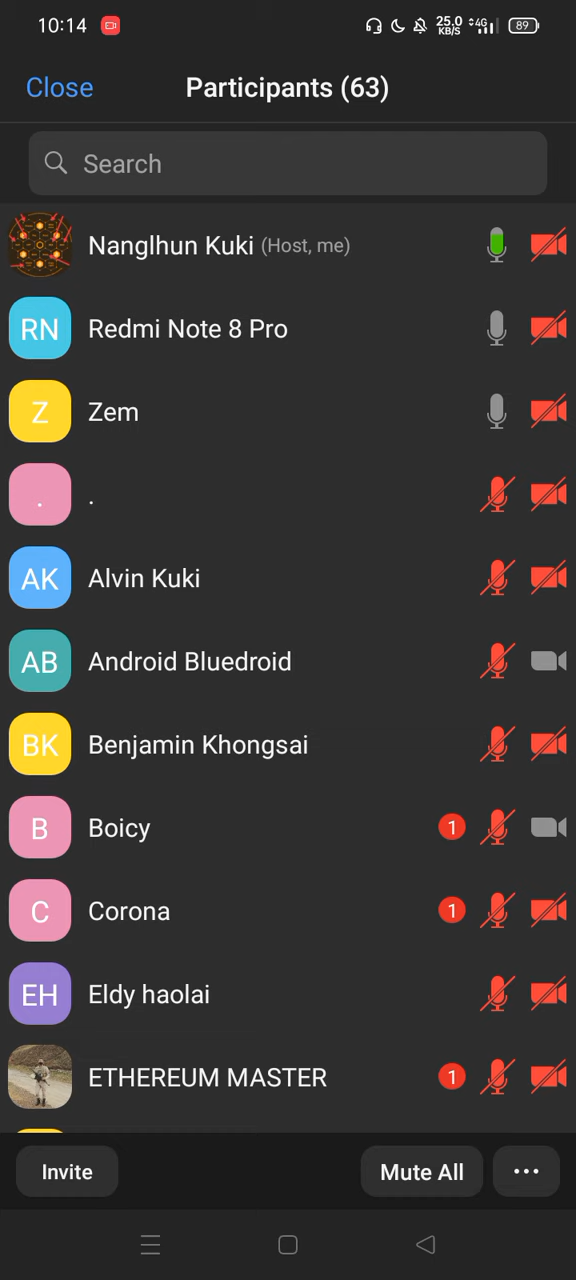 10:14 25.0 KB/S 4G 89
Close Participants (63)
Search
Nanglhun Kuki (Host, me)
RN Redmi Note 8 Pro
Z Zem
. .
AK Alvin Kuki
AB Android Bluedroid
BK Benjamin Khongsai
B Boicy 1
C Corona 1
EH Eldy haolai
ETHEREUM MASTER 1
Invite Mute All ...